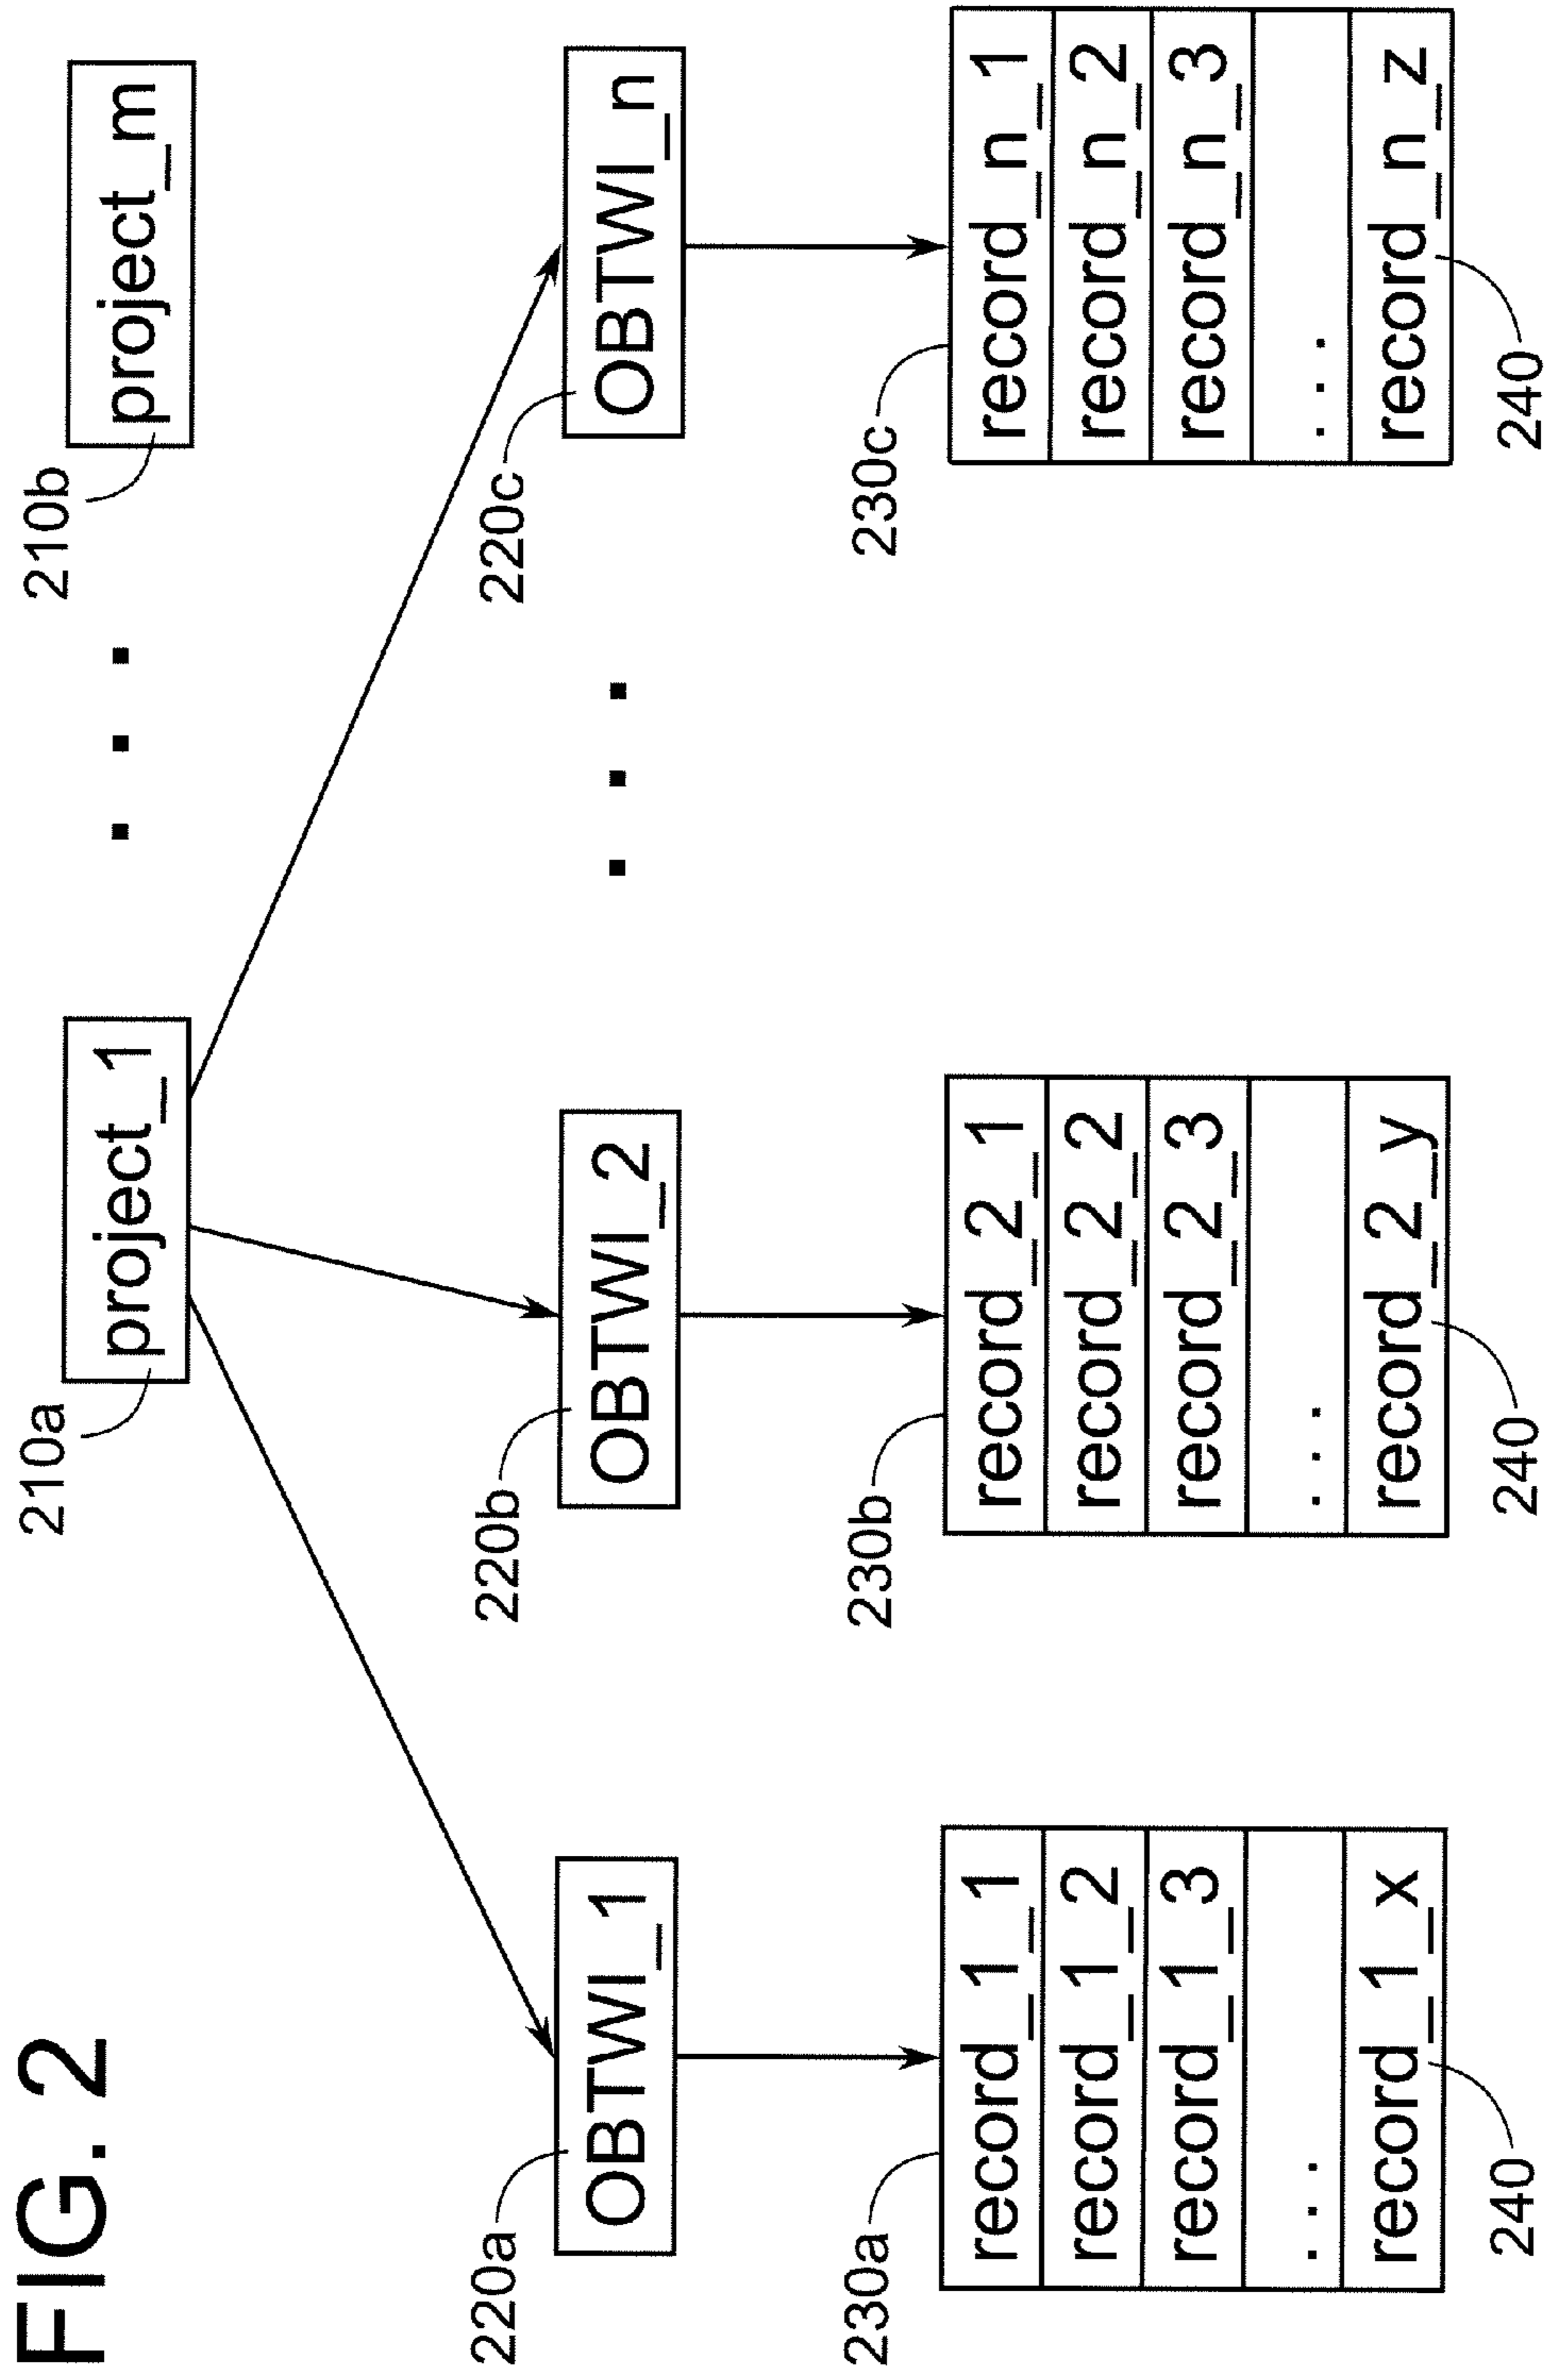 FIG. 2
210a
project_1
. . .
210b
project_m
220a
OBTWI_1
220b
OBTWI_2
. . .
220c
OBTWI_n
230a
record_1_1
record_1_2
record_1_3
...
record_1_x
240
230b
record_2_1
record_2_2
record_2_3
...
record_2_y
240
230c
record_n_1
record_n_2
record_n_3
...
record_n_z
240